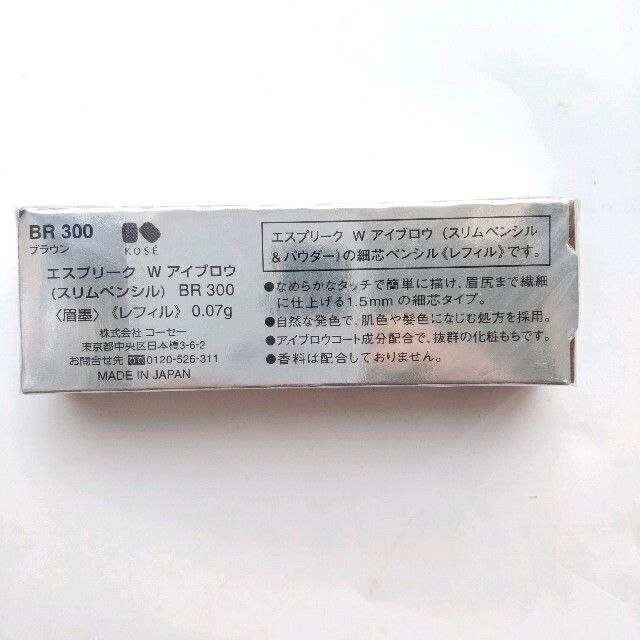 BR 300
ブラウン
KOSÉ
エスプリーク W アイブロウ
(スリムペンシル) BR 300
〈眉墨〉《レフィル》 0.07g
株式会社 コーセー
東京都中央区日本橋3-6-2
お問合せ先 0120-526-311
MADE IN JAPAN
エスプリーク W アイブロウ (スリムペンシル
&パウダー)の細芯ペンシル《レフィル》です。
●なめらかなタッチで簡単に描け、眉尻まで繊細
に仕上げる1.5mmの細芯タイプ。
●自然な発色で、肌色や髪色になじむ処方を採用。
●アイブロウコート成分配合で、抜群の化粧もちです。
●香料は配合しておりません。